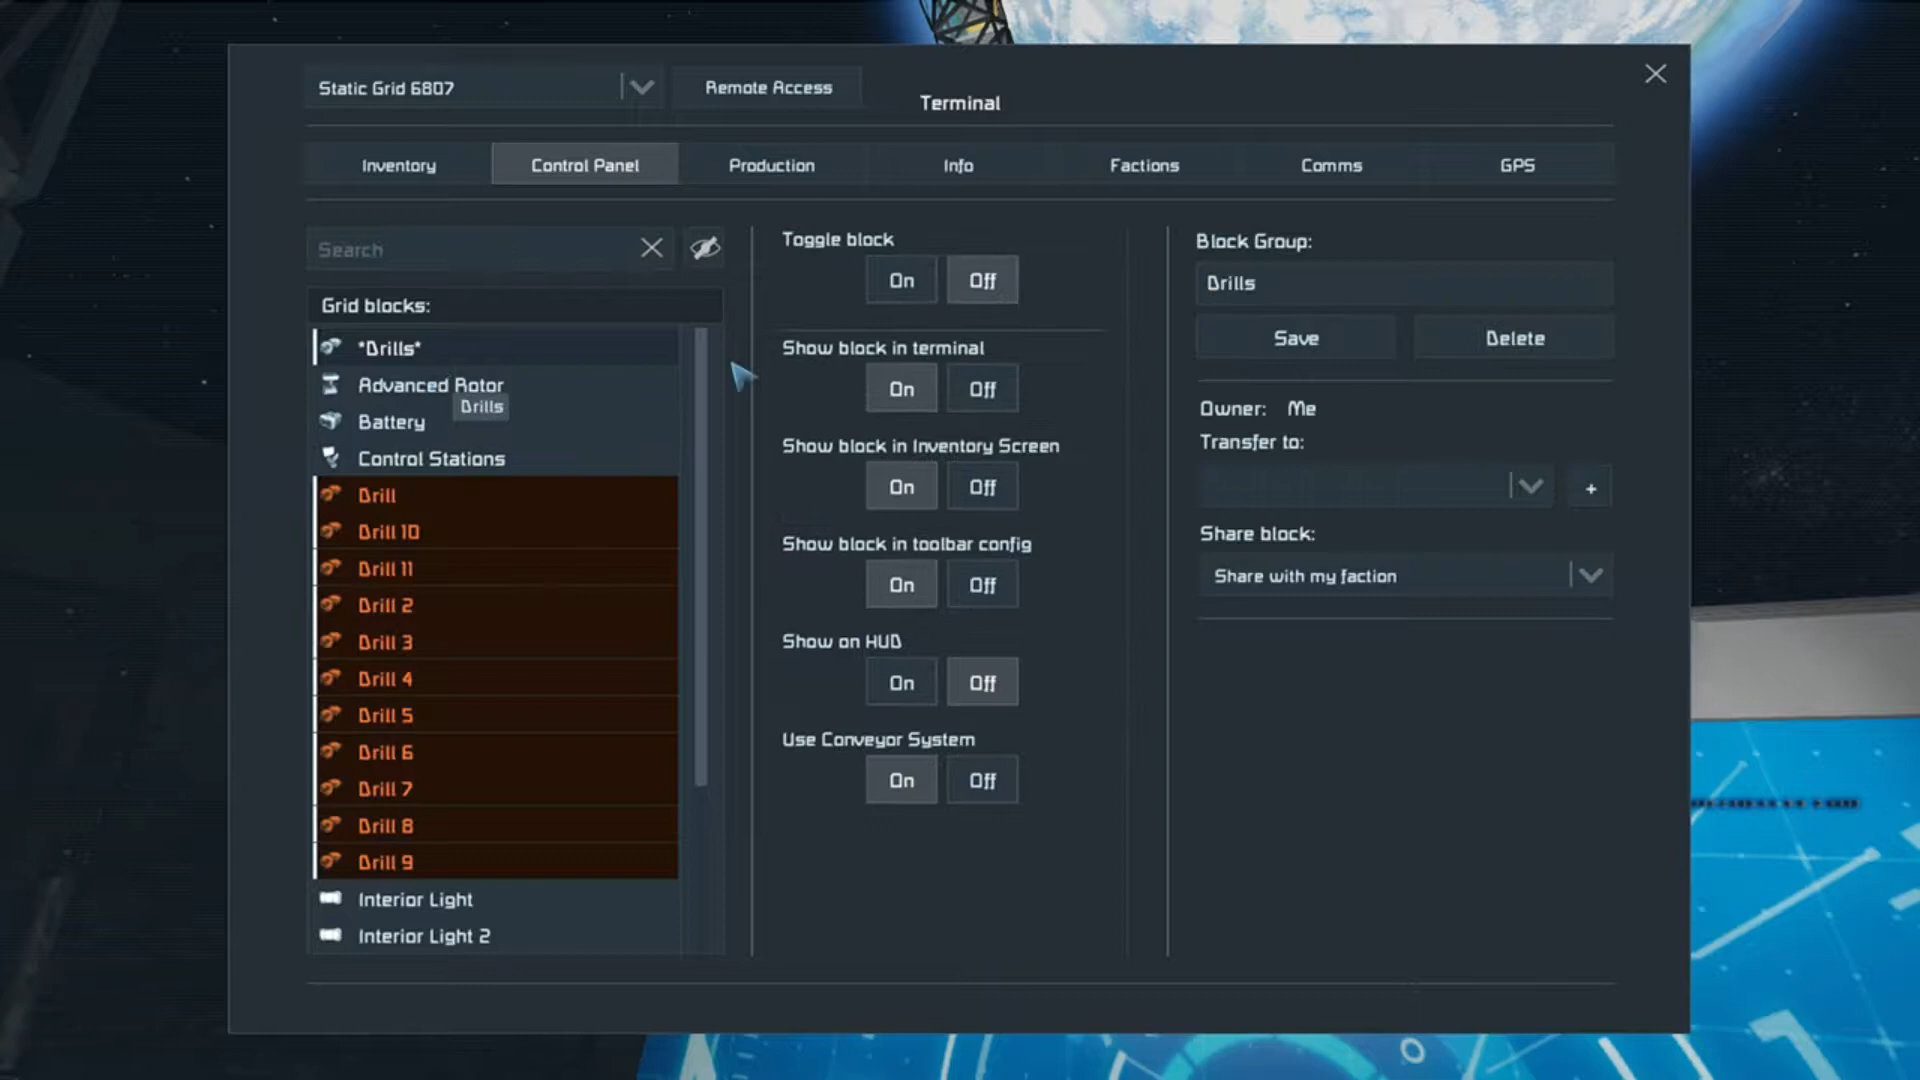 Static Grid 6807
Remote Access
Terminal
Inventory
Control Panel
Production
Info
Factions
Comms
GPS
Search
Grid blocks:
*Drills*
Advanced Rotor
Drills
Battery
Control Stations
Drill
Drill 10
Drill 11
Drill 2
Drill 3
Drill 4
Drill 5
Drill 6
Drill 7
Drill 8
Drill 9
Interior Light
Interior Light 2
Toggle block
On Off
Show block in terminal
On Off
Show block in Inventory Screen
On Off
Show block in toolbar config
On Off
Show on HUD
On Off
Use Conveyor System
On Off
Block Group:
Drills
Save Delete
Owner: Me
Transfer to:
+
Share block:
Share with my faction